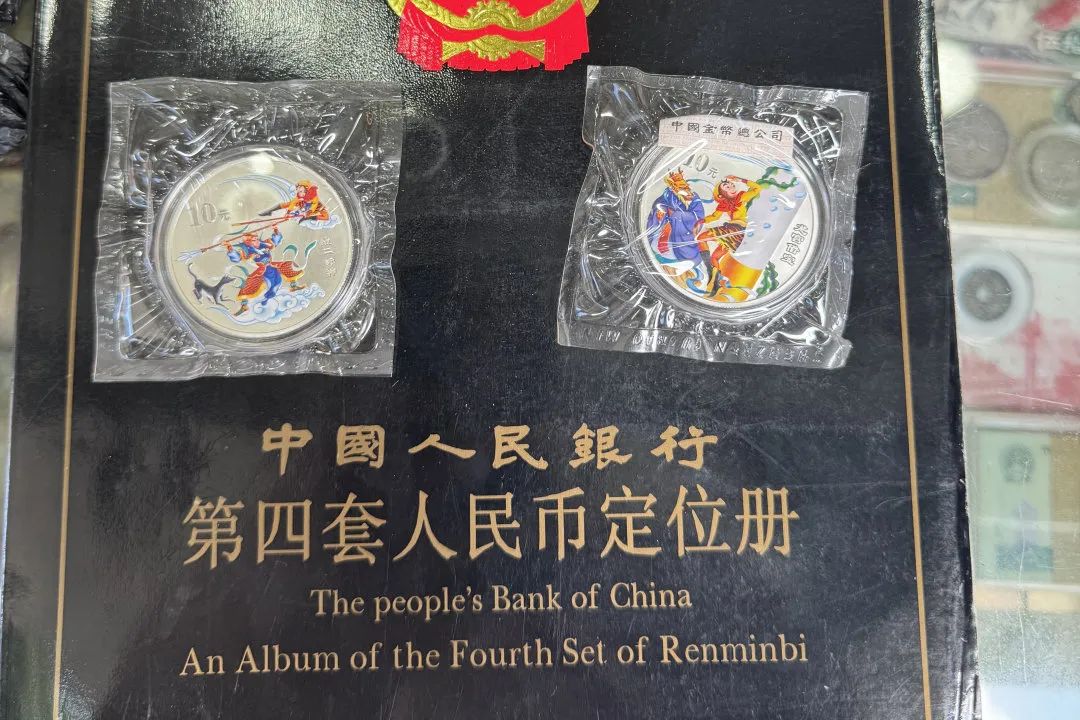 中國金幣總公司
10元
10元
中國人民銀行
第四套人民币定位册
The people's Bank of China
An Album of the Fourth Set of Renminbi